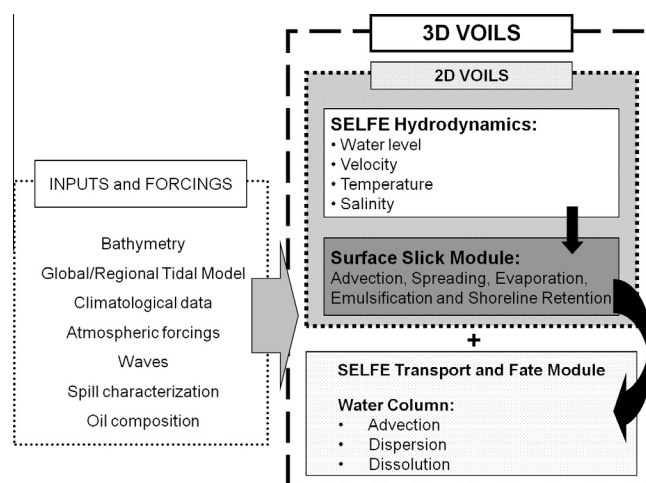 3D VOILS
2D VOILS
SELFE Hydrodynamics:
• Water level
• Velocity
• Temperature
• Salinity
INPUTS and FORCINGS
Bathymetry
Global/Regional Tidal Model
Climatological data
Atmospheric forcings
Waves
Spill characterization
Oil composition
Surface Slick Module:
Advection, Spreading, Evaporation,
Emulsification and Shoreline Retention
+
SELFE Transport and Fate Module
Water Column:
• Advection
• Dispersion
• Dissolution